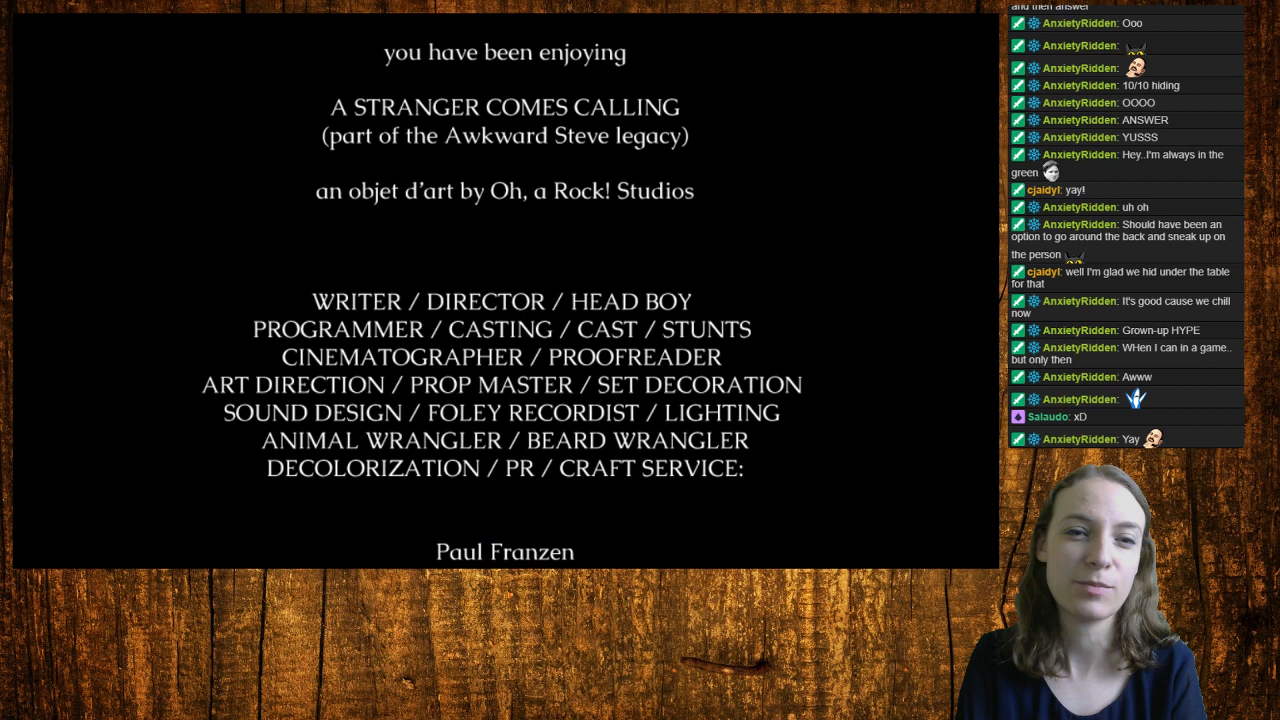 you have been enjoying
A STRANGER COMES CALLING
(part of the Awkward Steve legacy)
an objet d'art by Oh, a Rock! Studios
WRITER / DIRECTOR / HEAD BOY
PROGRAMMER / CASTING / CAST / STUNTS
CINEMATOGRAPHER / PROOFREADER
ART DIRECTION / PROP MASTER / SET DECORATION
SOUND DESIGN / FOLEY RECORDIST / LIGHTING
ANIMAL WRANGLER / BEARD WRANGLER
DECOLORIZATION / PR / CRAFT SERVICE:
Paul Franzen
and then answer
AnxietyRidden: Ooo
AnxietyRidden:
AnxietyRidden:
AnxietyRidden: 10/10 hiding
AnxietyRidden: OOOO
AnxietyRidden: ANSWER
AnxietyRidden: YUSSS
AnxietyRidden: Hey..I'm always in the
green
cjaidyl: yay!
AnxietyRidden: uh oh
AnxietyRidden: Should have been an
option to go around the back and sneak up on
the person
cjaidyl: well I'm glad we hid under the table
for that
AnxietyRidden: It's good cause we chill
now
AnxietyRidden: Grown-up HYPE
AnxietyRidden: WHen I can in a game..
but only then
AnxietyRidden: Awww
AnxietyRidden:
Salaudo: xD
AnxietyRidden: Yay